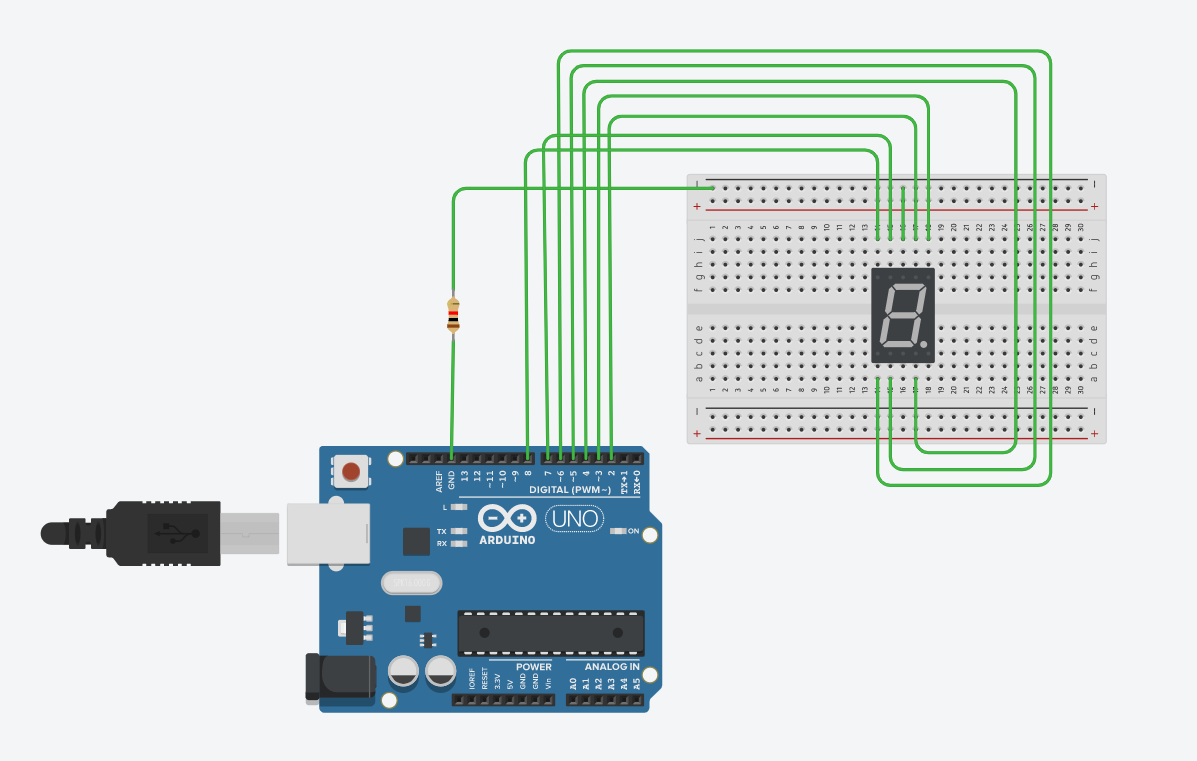 - -
+ +
1 2 3 4 5 6 7 8 9 10 11 12 13 14 15 16 17 18 19 20 21 22 23 24 25 26 27 28 29 30
j j
i i
h h
g g
f f
e e
d d
c c
b b
a a
1 2 3 4 5 6 7 8 9 10 11 12 13 14 15 16 17 18 19 20 21 22 23 24 25 26 27 28 29 30
- -
+ +
AREF GND 13 12 ~11 ~10 ~9 8 7 ~6 ~5 4 ~3 2 TX→1 RX←0
DIGITAL (PWM~)
L
TX
RX
UNO
ON
ARDUINO
POWER
ANALOG IN
IOREF RESET 3.3V 5V GND GND Vin A0 A1 A2 A3 A4 A5